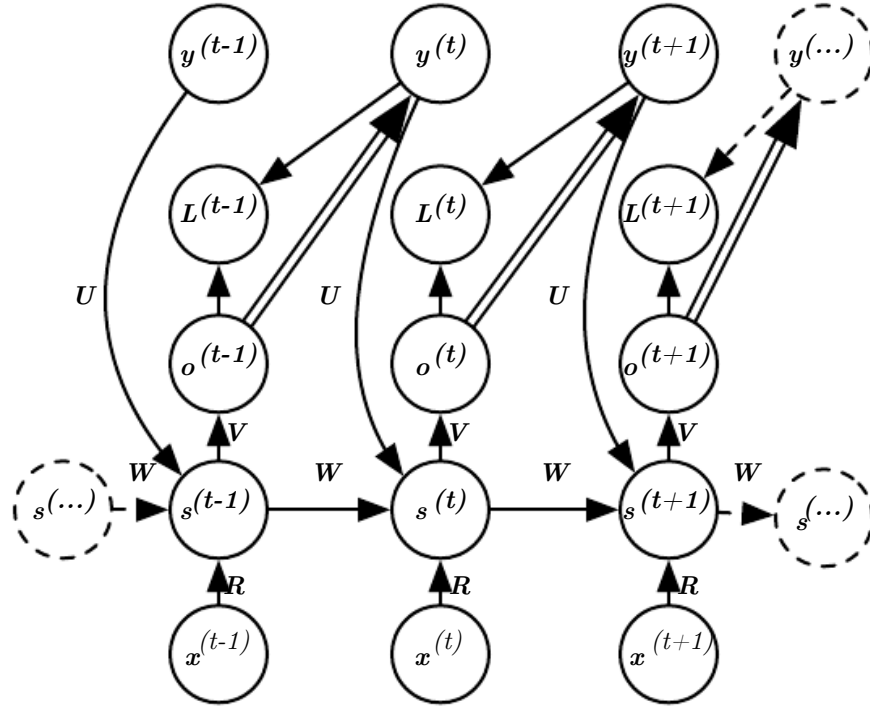 y(t-1) y(t) y(t+1) y(...)
L(t-1) L(t) L(t+1)
U U U
o(t-1) o(t) o(t+1)
V V V
W W W W
s(...) s(t-1) s(t) s(t+1) s(...)
R R R
x(t-1) x(t) x(t+1)